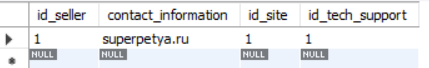 id_seller contact_information id_site id_tech_support
1 superpetya.ru 1 1
NULL NULL NULL NULL